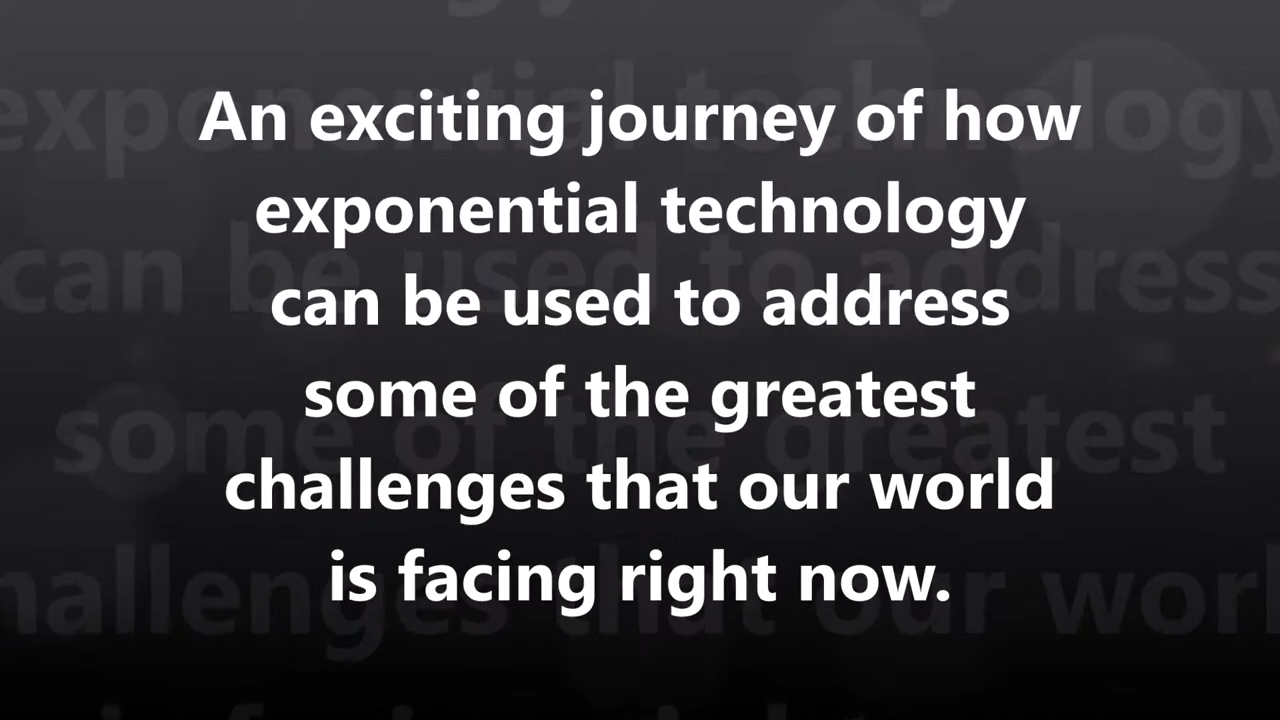 An exciting journey of how
exponential technology
can be used to address
some of the greatest
challenges that our world
is facing right now.